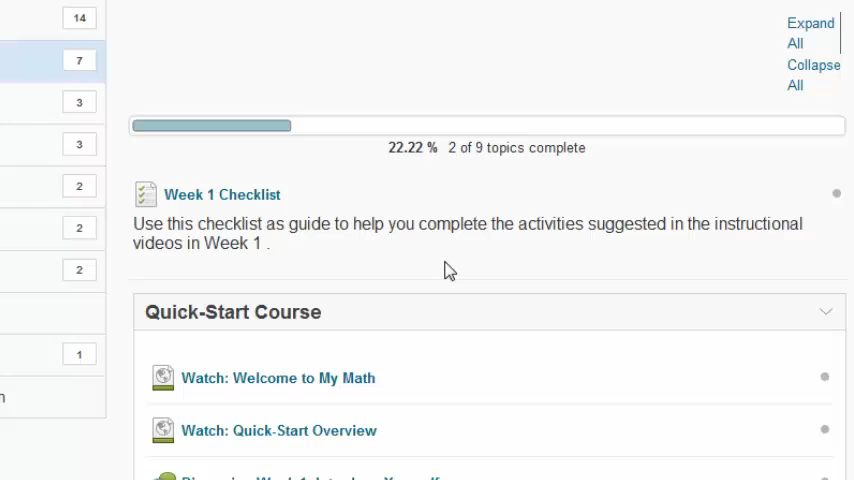 14
7
3
3
2
2
2
1
Expand
All
Collapse
All
22.22 % 2 of 9 topics complete
Week 1 Checklist
Use this checklist as guide to help you complete the activities suggested in the instructional
videos in Week 1 .
Quick-Start Course
Watch: Welcome to My Math
Watch: Quick-Start Overview